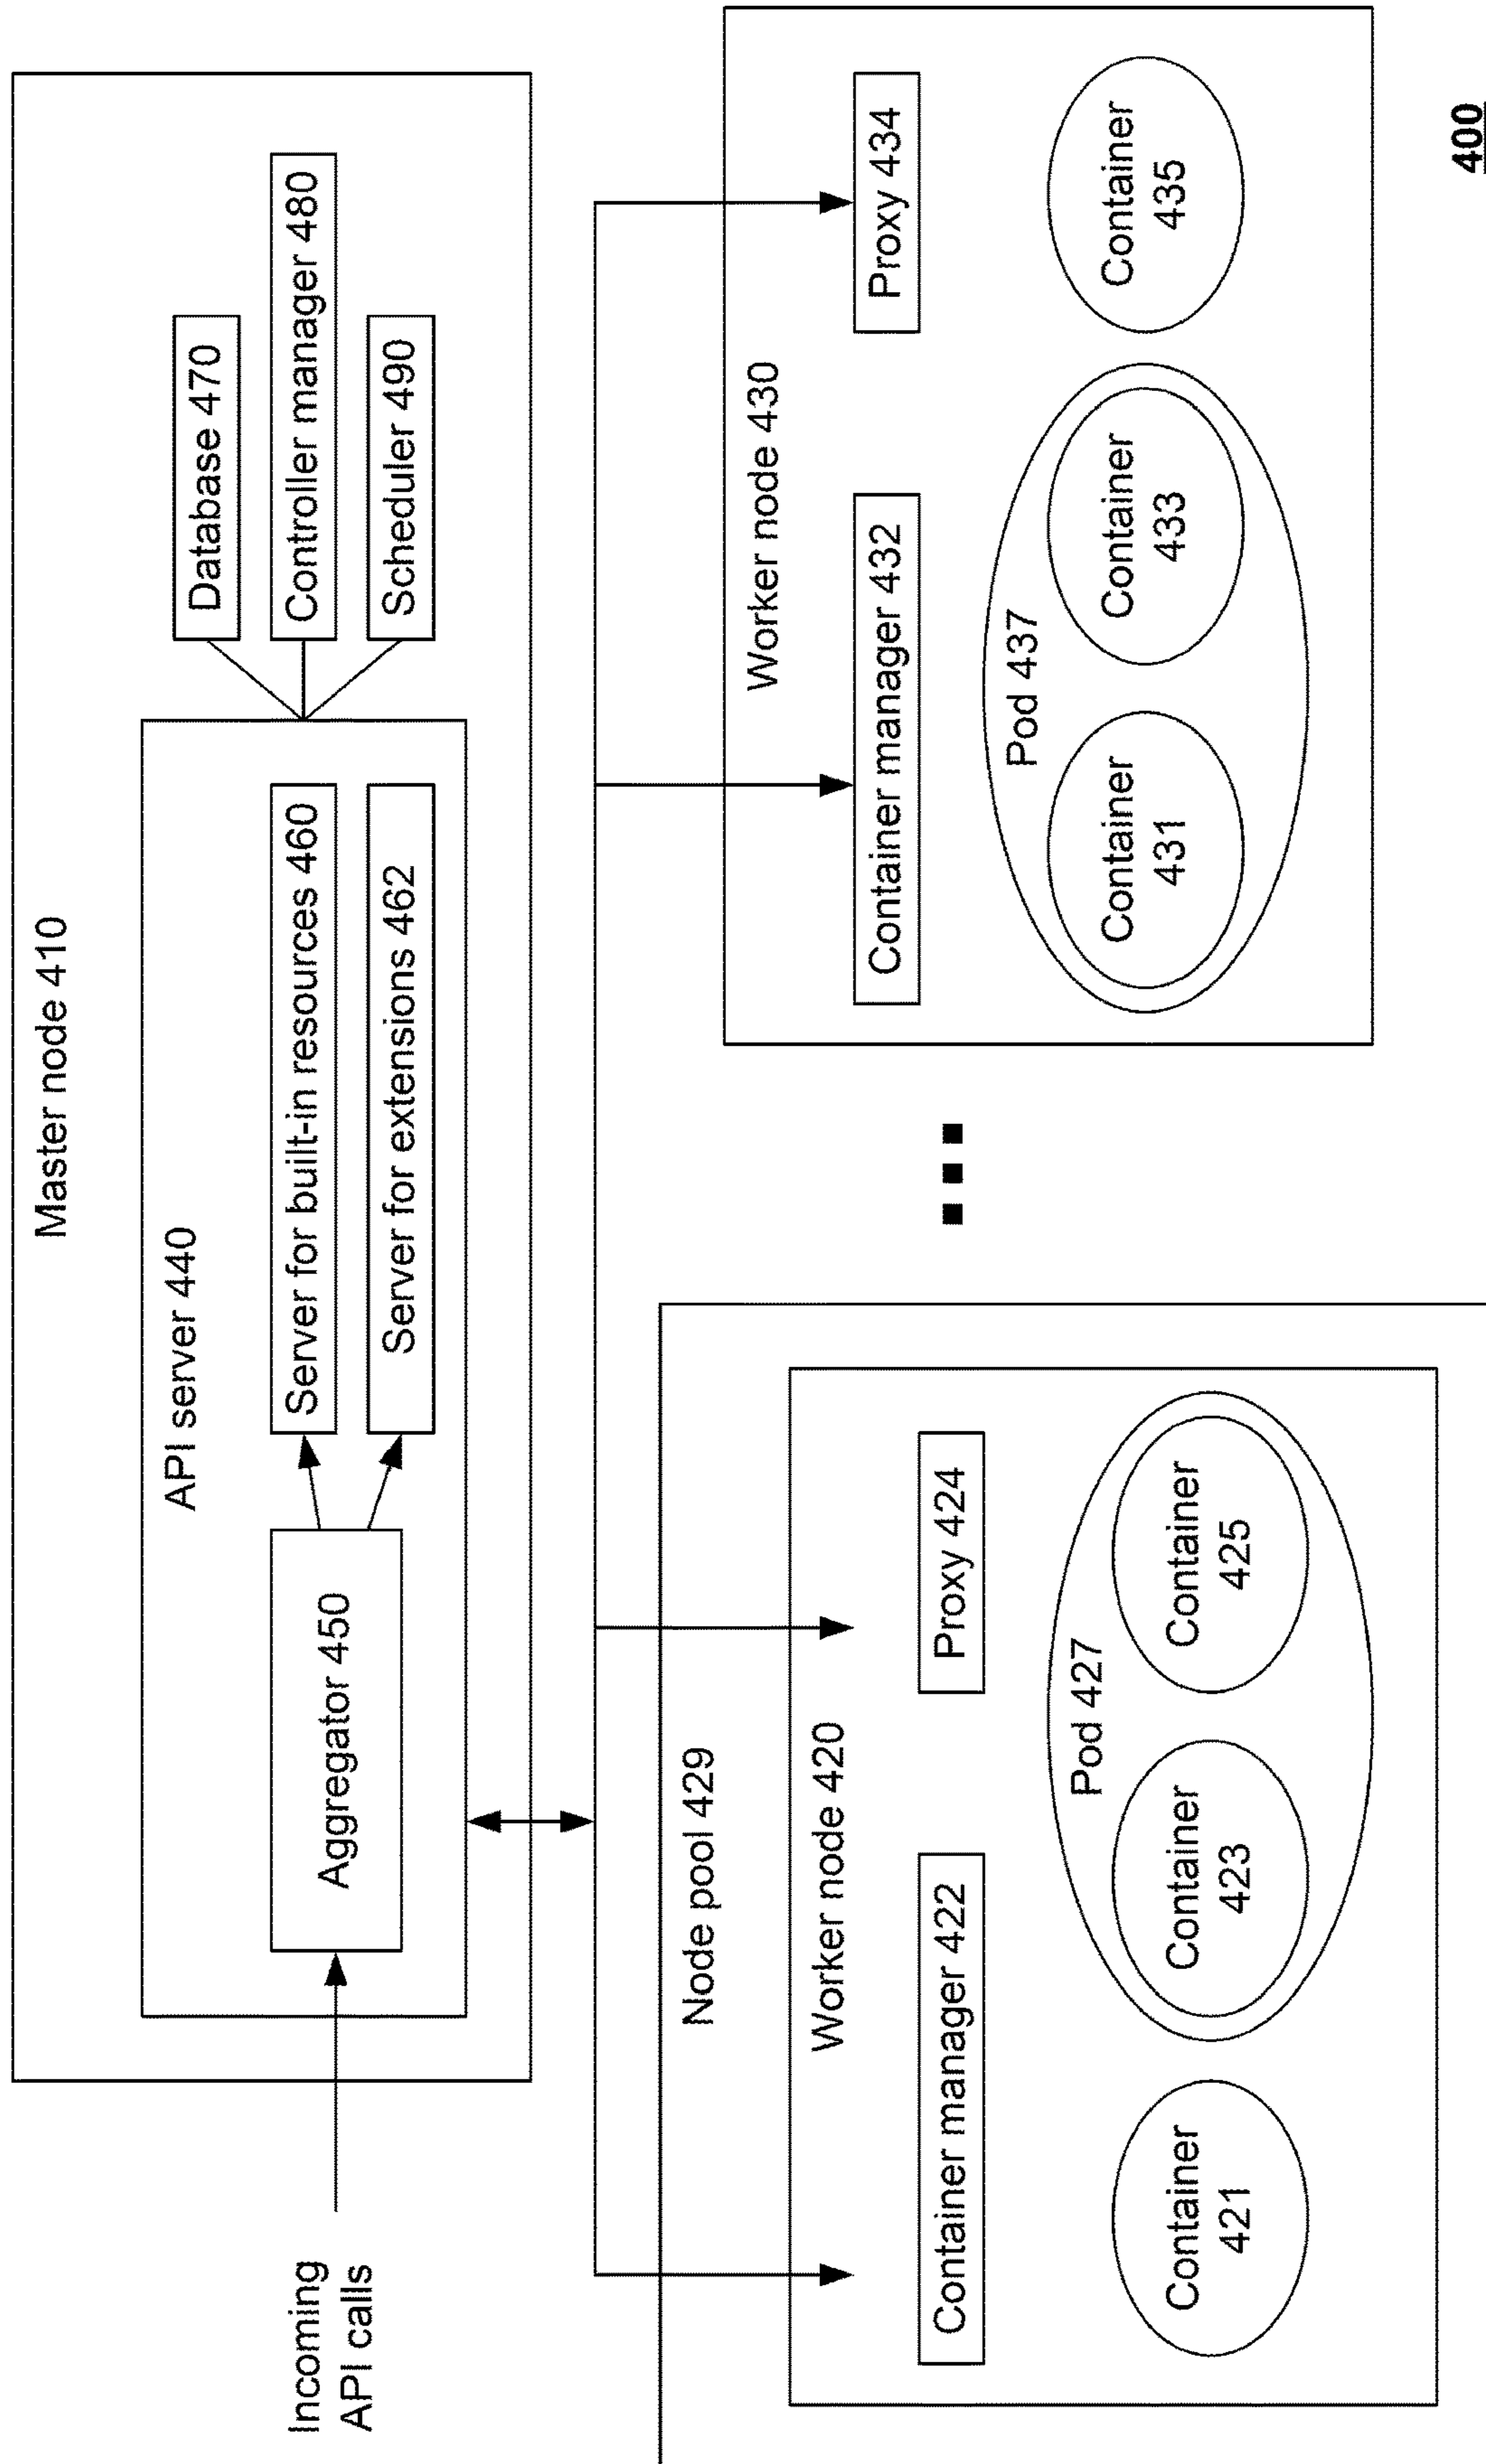 Master node 410
API server 440
Incoming
API calls
Aggregator 450
Server for built-in resources 460
Server for extensions 462
Database 470
Controller manager 480
Scheduler 490
Node pool 429
Worker node 420
Container manager 422
Proxy 424
Container
421
Pod 427
Container
423
Container
425
Worker node 430
Container manager 432
Proxy 434
Pod 437
Container
431
Container
433
Container
435
400